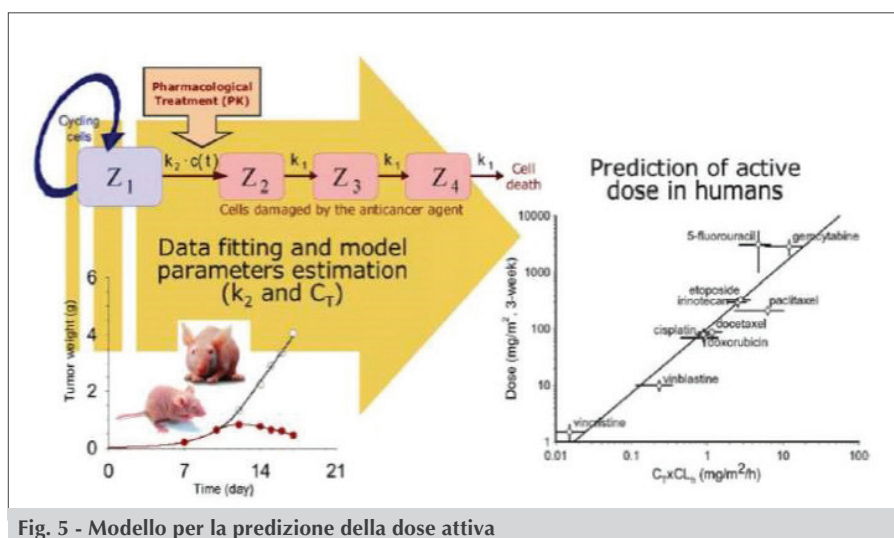 Pharmacological
Treatment (PK)
Cycling
cells
Z1
k2 · c(t)
Z2
k1
Z3
k1
Z4
k1
Cell
death
Cells damaged by the anticancer agent
Data fitting and model
parameters estimation
(k2 and CT)
Tumor weight (g)
6
4
2
0
0
7
14
21
Time (day)
Prediction of active
dose in humans
Dose (mg/m², 3-week)
10000
1000
100
10
1
5-fluorouracil
gemcytabine
etoposide
irinotecan
paclitaxel
cisplatin
docetaxel
doxorubicin
vinblastine
vincristine
0.01
0.1
1
10
100
CTxCLh (mg/m²/h)
Fig. 5 - Modello per la predizione della dose attiva